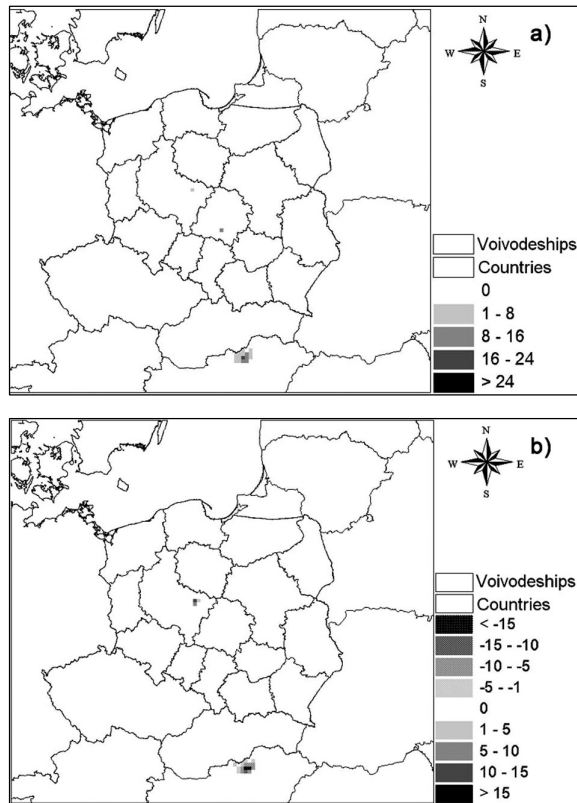 N
a)
W E
S
Voivodeships
Countries
0
1 - 8
8 - 16
16 - 24
> 24
N
b)
W E
S
Voivodeships
Countries
< -15
-15 - -10
-10 - -5
-5 - -1
0
1 - 5
5 - 10
10 - 15
> 15